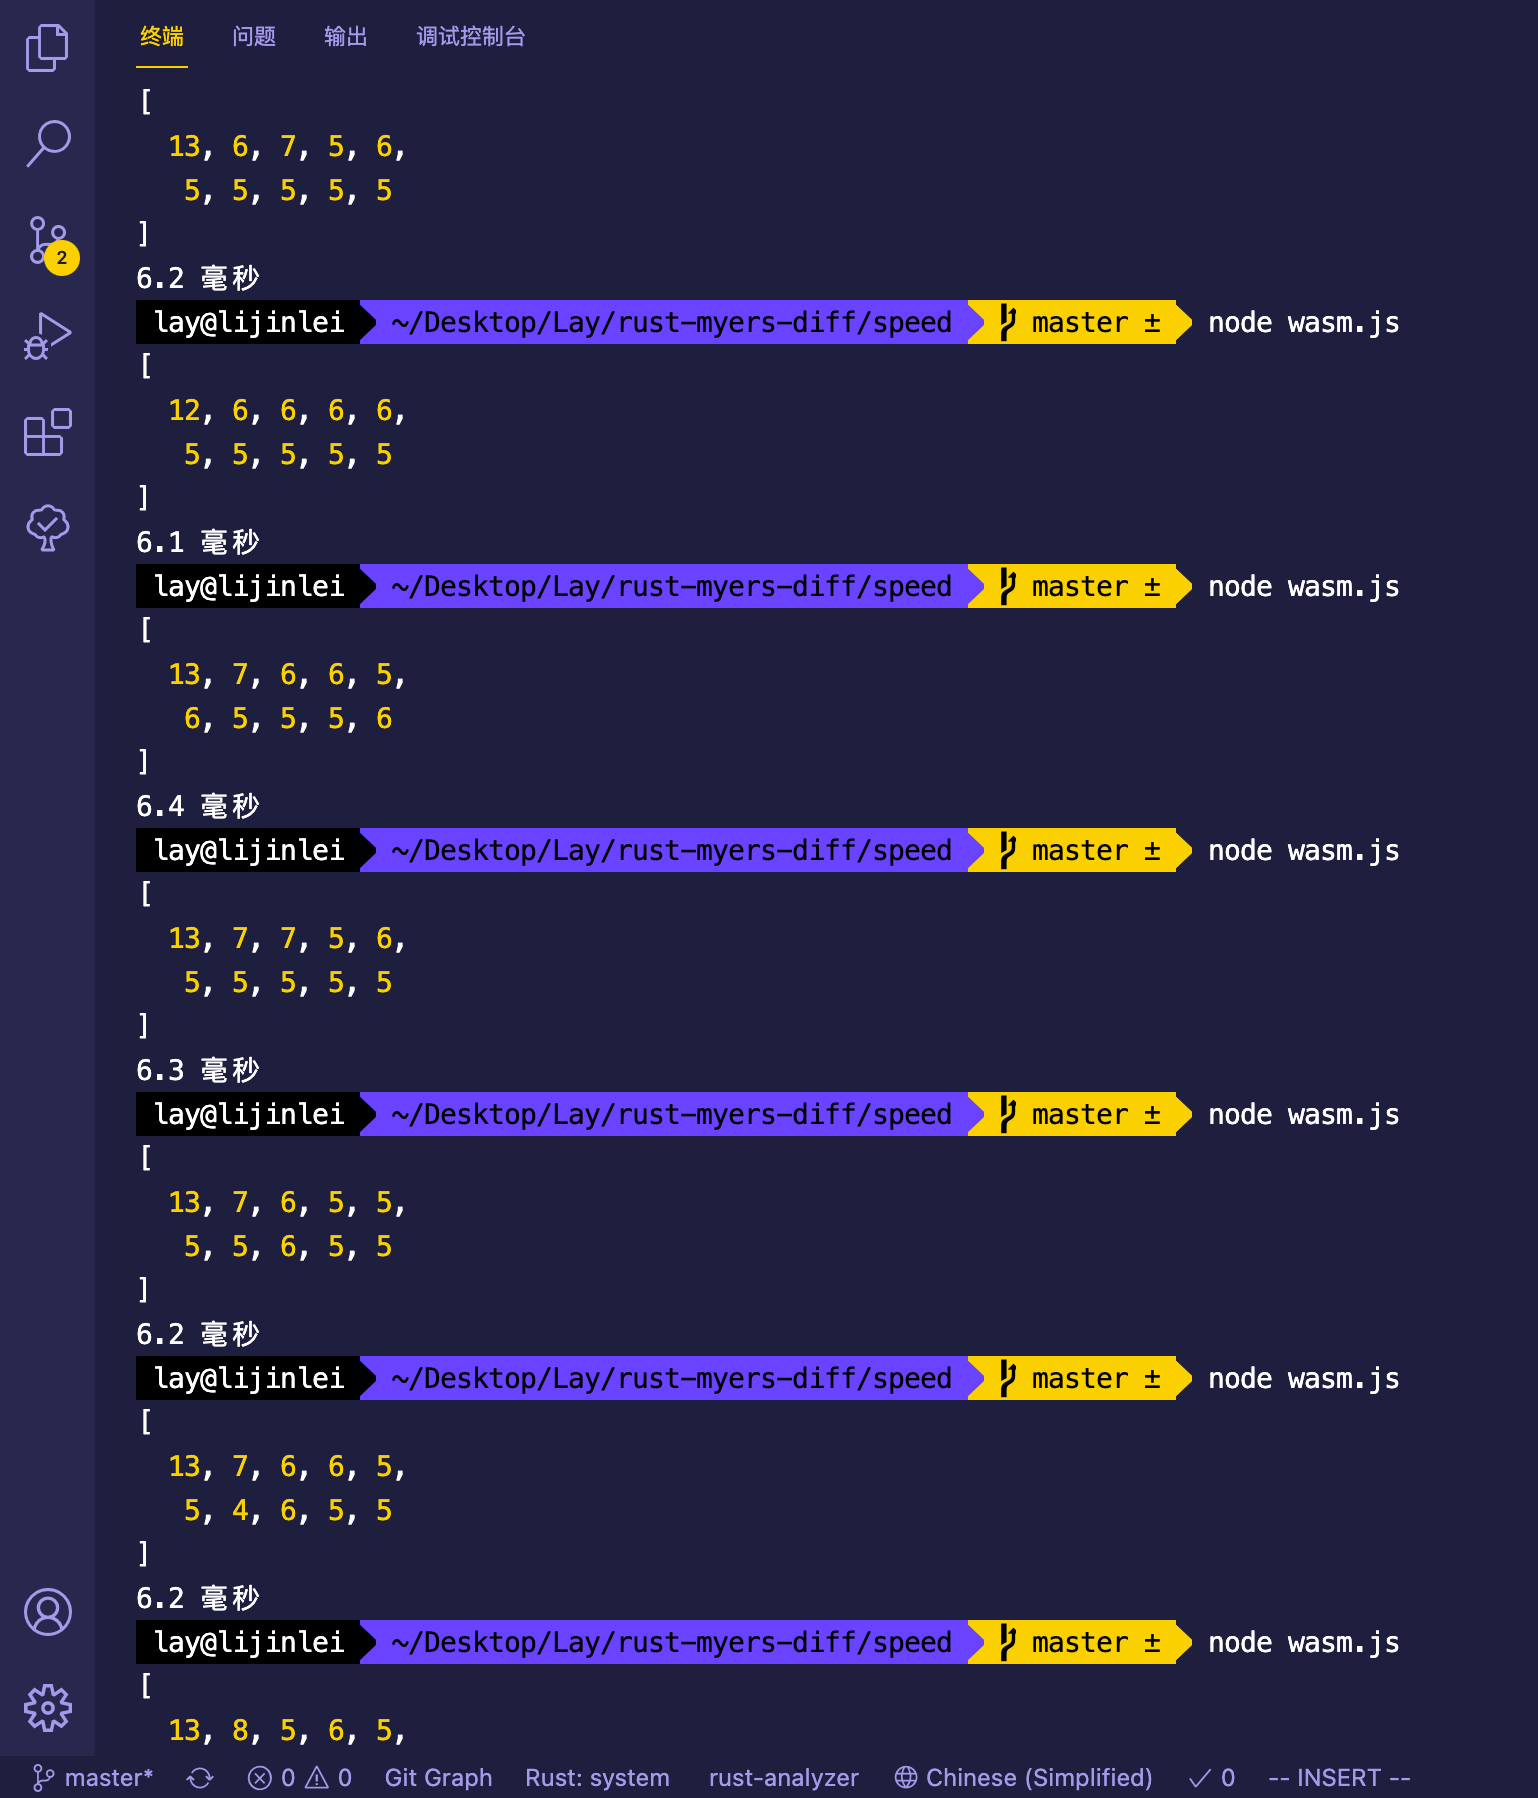 终端 问题 输出 调试控制台
[
13, 6, 7, 5, 6,
5, 5, 5, 5, 5
]
6.2 毫秒
lay@lijinlei ~/Desktop/Lay/rust-myers-diff/speed master ± node wasm.js
[
12, 6, 6, 6, 6,
5, 5, 5, 5, 5
]
6.1 毫秒
lay@lijinlei ~/Desktop/Lay/rust-myers-diff/speed master ± node wasm.js
[
13, 7, 6, 6, 5,
6, 5, 5, 5, 6
]
6.4 毫秒
lay@lijinlei ~/Desktop/Lay/rust-myers-diff/speed master ± node wasm.js
[
13, 7, 7, 5, 6,
5, 5, 5, 5, 5
]
6.3 毫秒
lay@lijinlei ~/Desktop/Lay/rust-myers-diff/speed master ± node wasm.js
[
13, 7, 6, 5, 5,
5, 5, 6, 5, 5
]
6.2 毫秒
lay@lijinlei ~/Desktop/Lay/rust-myers-diff/speed master ± node wasm.js
[
13, 7, 6, 6, 5,
5, 4, 6, 5, 5
]
6.2 毫秒
lay@lijinlei ~/Desktop/Lay/rust-myers-diff/speed master ± node wasm.js
[
13, 8, 5, 6, 5,
2
master* 0 0 Git Graph Rust: system rust-analyzer Chinese (Simplified) 0 -- INSERT --